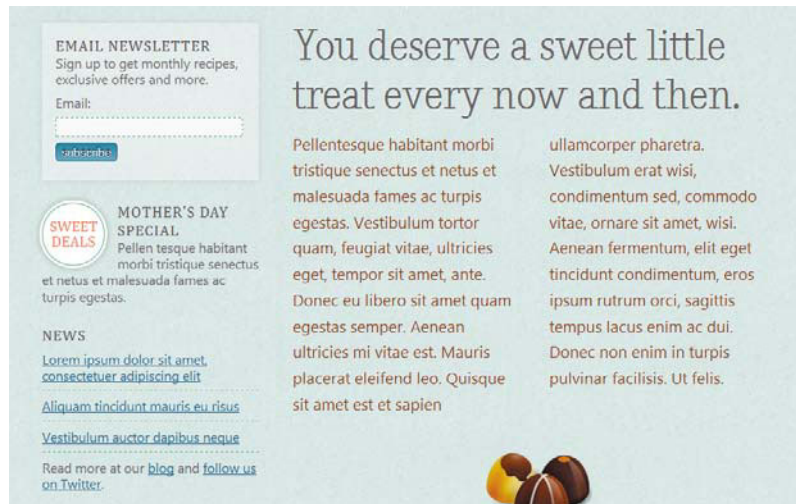 EMAIL NEWSLETTER
Sign up to get monthly recipes,
exclusive offers and more.
Email:
subscribe
SWEET
DEALS
MOTHER'S DAY
SPECIAL
Pellen tesque habitant
morbi tristique senectus
et netus et malesuada fames ac
turpis egestas.
NEWS
Lorem ipsum dolor sit amet,
consectetuer adipiscing elit
Aliquam tincidunt mauris eu risus
Vestibulum auctor dapibus neque
Read more at our blog and follow us
on Twitter.
You deserve a sweet little
treat every now and then.
Pellentesque habitant morbi
tristique senectus et netus et
malesuada fames ac turpis
egestas. Vestibulum tortor
quam, feugiat vitae, ultricies
eget, tempor sit amet, ante.
Donec eu libero sit amet quam
egestas semper. Aenean
ultricies mi vitae est. Mauris
placerat eleifend leo. Quisque
sit amet est et sapien
ullamcorper pharetra.
Vestibulum erat wisi,
condimentum sed, commodo
vitae, ornare sit amet, wisi.
Aenean fermentum, elit eget
tincidunt condimentum, eros
ipsum rutrum orci, sagittis
tempus lacus enim ac dui.
Donec non enim in turpis
pulvinar facilisis. Ut felis.